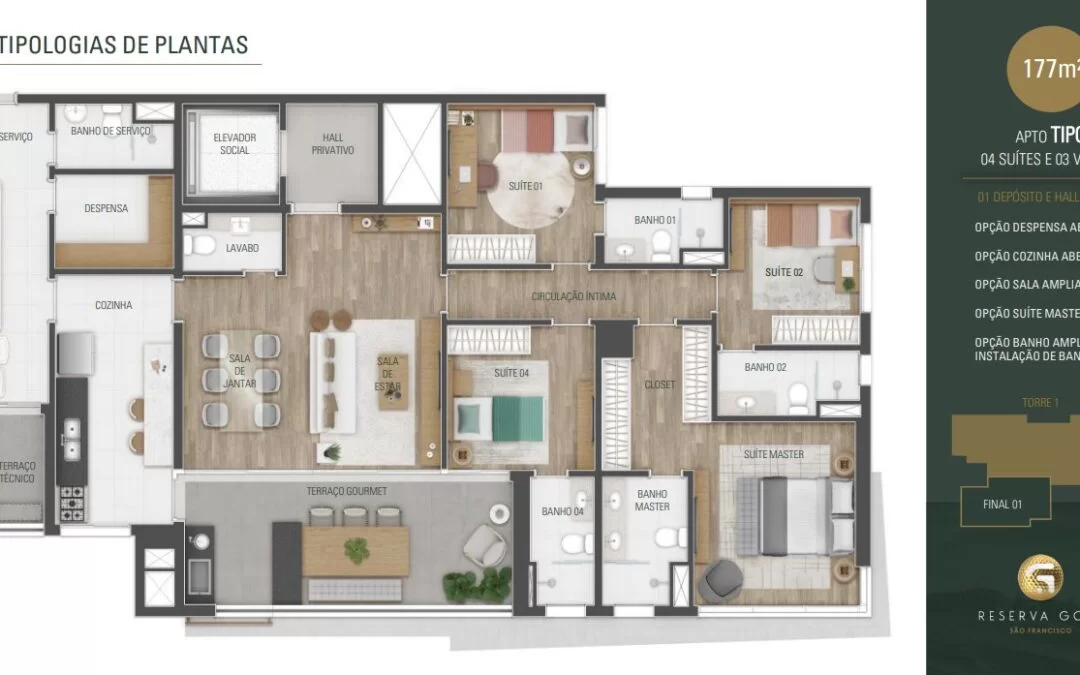 TIPOLOGIAS DE PLANTAS
SERVIÇO
BANHO DE SERVIÇO
ELEVADOR
SOCIAL
HALL
PRIVATIVO
SUÍTE 01
DESPENSA
LAVABO
BANHO 01
SUÍTE 02
COZINHA
CIRCULAÇÃO ÍNTIMA
SALA
DE
JANTAR
SALA
DE
ESTAR
SUÍTE 04
CLOSET
BANHO 02
TERRAÇO
TÉCNICO
TERRAÇO GOURMET
BANHO 04
BANHO
MASTER
SUÍTE MASTER
177m²
APTO TIPO
04 SUÍTES E 03 V
01 DEPÓSITO E HALL
OPÇÃO DESPENSA AB
OPÇÃO COZINHA ABE
OPÇÃO SALA AMPLIA
OPÇÃO SUÍTE MASTER
OPÇÃO BANHO AMPL
INSTALAÇÃO DE BAN
TORRE 1
FINAL 01
RESERVA GO
SÃO FRANCISCO